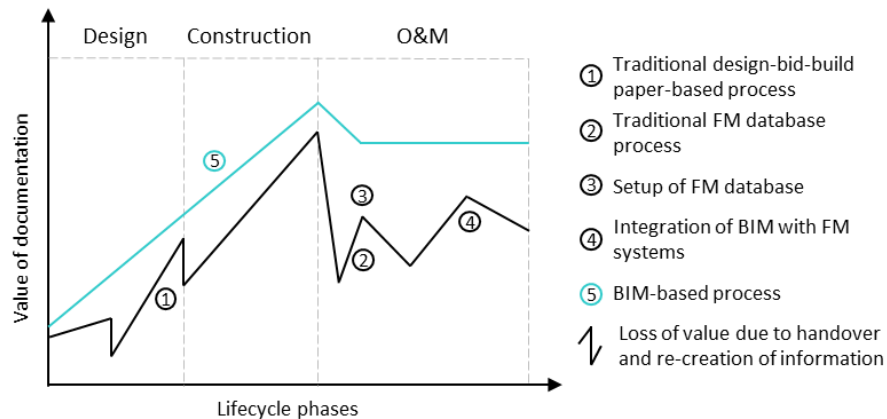 Design
Construction
O&M
Value of documentation
5
1
3
2
4
Lifecycle phases
1 Traditional design-bid-build
paper-based process
2 Traditional FM database
process
3 Setup of FM database
4 Integration of BIM with FM
systems
5 BIM-based process
Loss of value due to handover
and re-creation of information